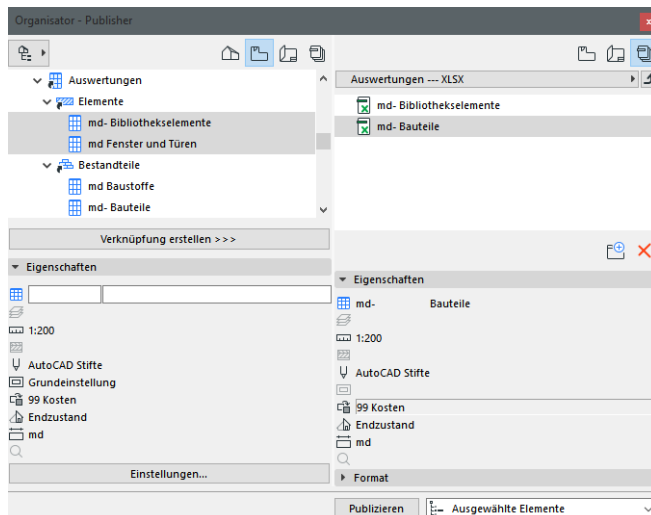 Organisator - Publisher
Auswertungen
Elemente
md- Bibliothekselemente
md Fenster und Türen
Bestandteile
md Baustoffe
md- Bauteile
Verknüpfung erstellen >>>
Eigenschaften
1:200
AutoCAD Stifte
Grundeinstellung
99 Kosten
Endzustand
md
Einstellungen...
Auswertungen --- XLSX
md- Bibliothekselemente
md- Bauteile
Eigenschaften
md- Bauteile
1:200
AutoCAD Stifte
99 Kosten
Endzustand
md
Format
Publizieren
Ausgewählte Elemente